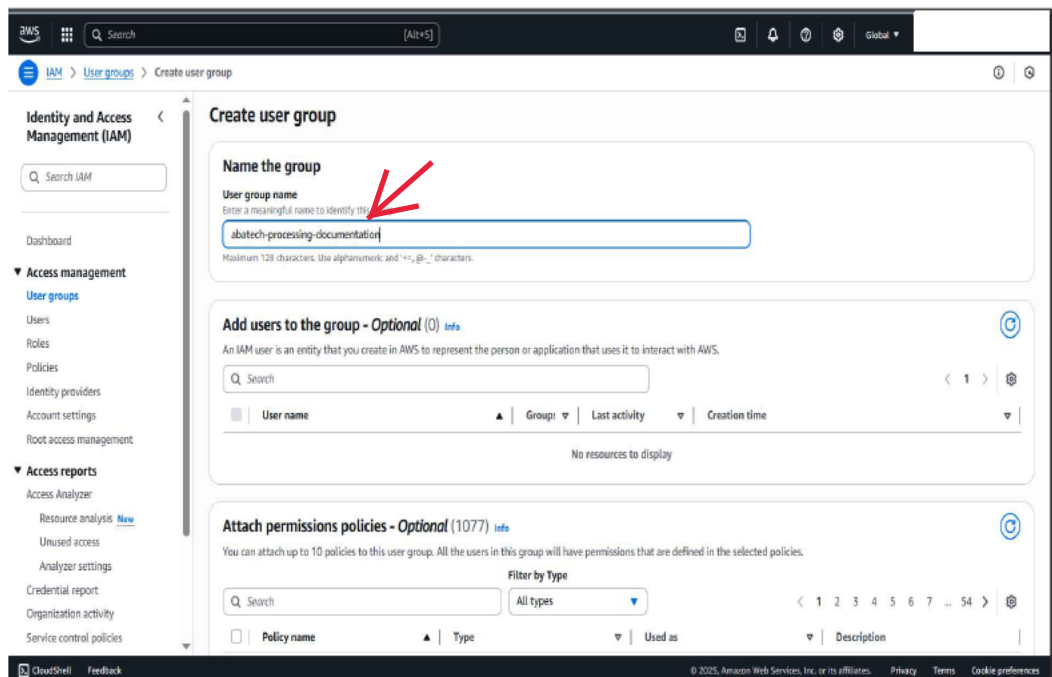 aws
Search
[Alt+S]
Global
IAM > User groups > Create user group
Identity and Access
Management (IAM)
Search IAM
Dashboard
Access management
User groups
Users
Roles
Policies
Identity providers
Account settings
Root access management
Access reports
Access Analyzer
Resource analysis New
Unused access
Analyzer settings
Credential report
Organization activity
Service control policies
Create user group
Name the group
User group name
Enter a meaningful name to identify this
abatech-processing-documentation
Maximum 128 characters. Use alphanumeric and '+=,.@-_' characters.
Add users to the group - Optional (0) Info
An IAM user is an entity that you create in AWS to represent the person or application that uses it to interact with AWS.
Search
1
User name Groups Last activity Creation time
No resources to display
Attach permissions policies - Optional (1077) Info
You can attach up to 10 policies to this user group. All the users in this group will have permissions that are defined in the selected policies.
Filter by Type
Search All types 1 2 3 4 5 6 7 ... 54
Policy name Type Used as Description
CloudShell Feedback © 2025, Amazon Web Services, Inc. or its affiliates. Privacy Terms Cookie preferences